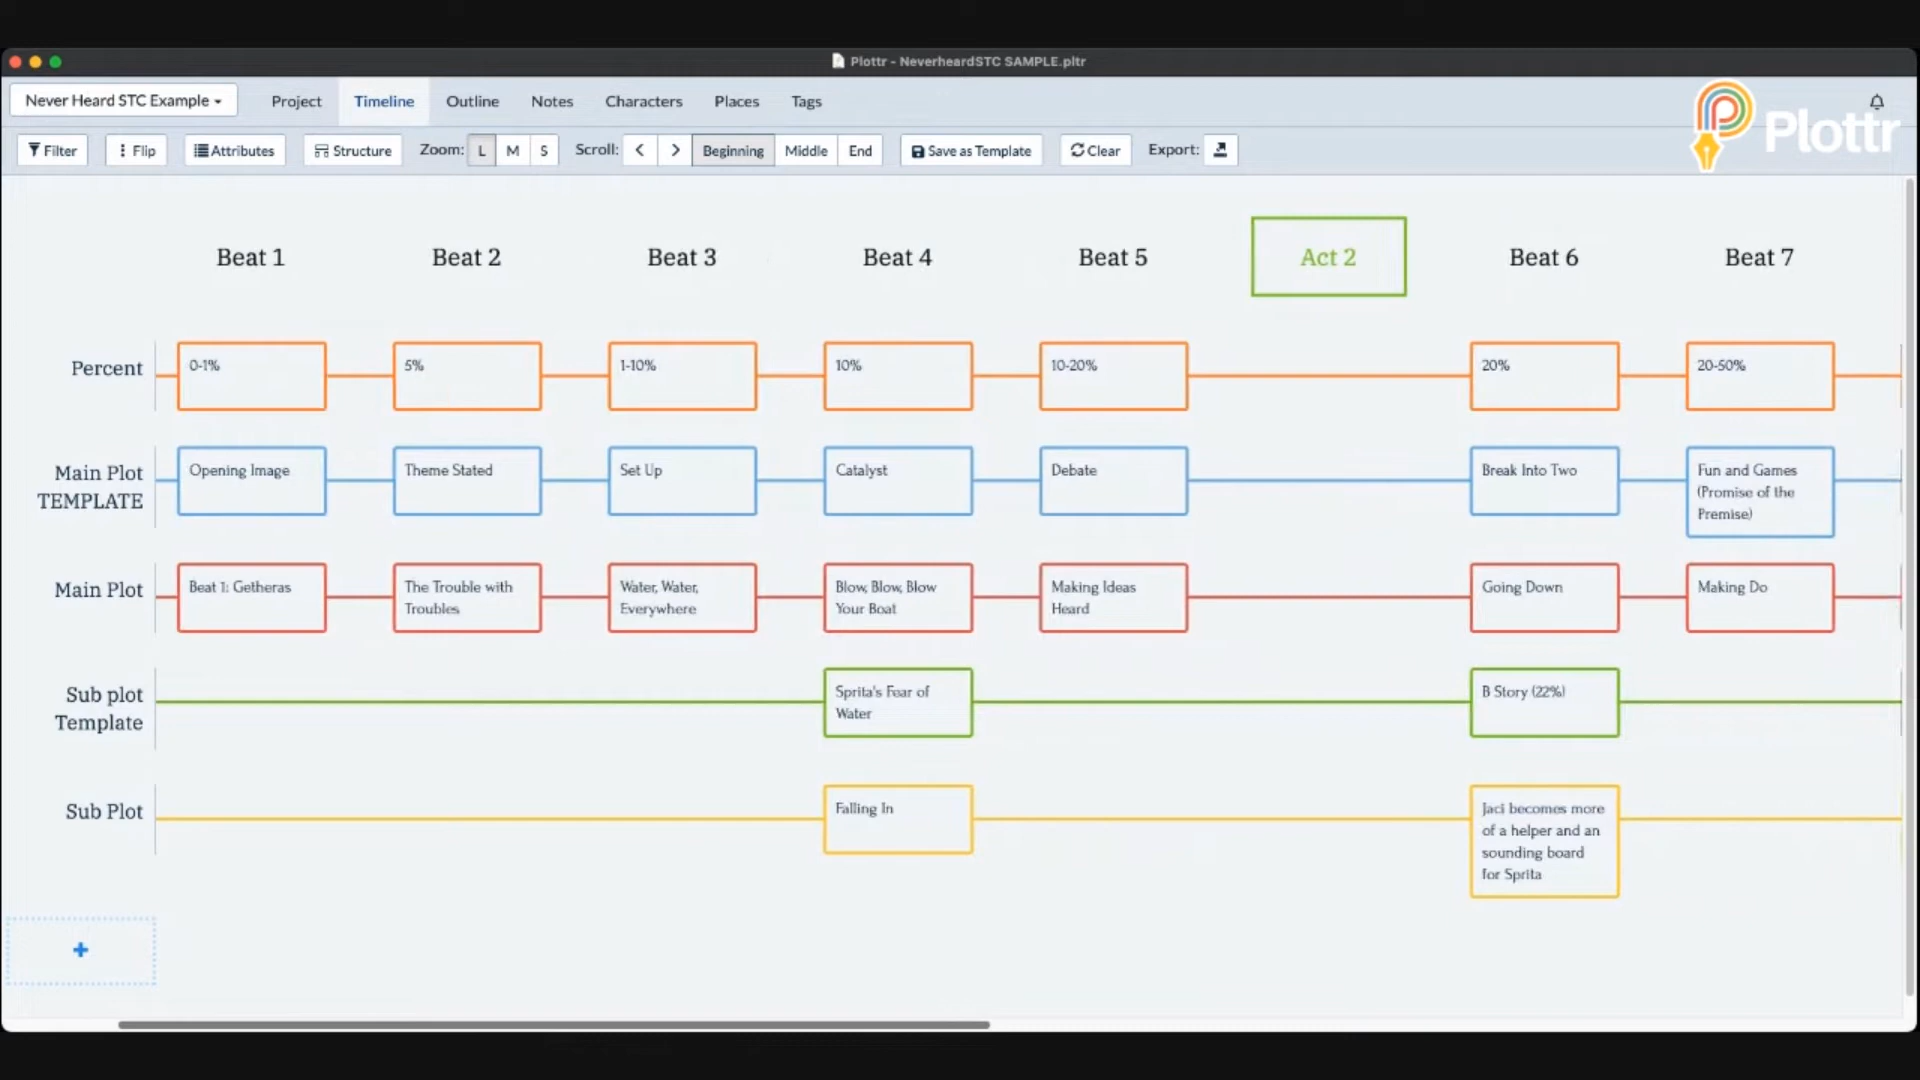 Plottr - NeverheardSTC SAMPLE.pltr
Never Heard STC Example
Project
Timeline
Outline
Notes
Characters
Places
Tags
Plottr
Filter
Flip
Attributes
Structure
Zoom:
L
M
S
Scroll:
Beginning
Middle
End
Save as Template
Clear
Export:
Beat 1
Beat 2
Beat 3
Beat 4
Beat 5
Act 2
Beat 6
Beat 7
Percent
0-1%
5%
1-10%
10%
10-20%
20%
20-50%
Main Plot
TEMPLATE
Opening Image
Theme Stated
Set Up
Catalyst
Debate
Break Into Two
Fun and Games
(Promise of the
Premise)
Main Plot
Beat 1: Getheras
The Trouble with
Troubles
Water, Water,
Everywhere
Blow, Blow, Blow
Your Boat
Making Ideas
Heard
Going Down
Making Do
Sub plot
Template
Sprita's Fear of
Water
B Story (22%)
Sub Plot
Falling In
Jaci becomes more
of a helper and an
sounding board
for Sprita